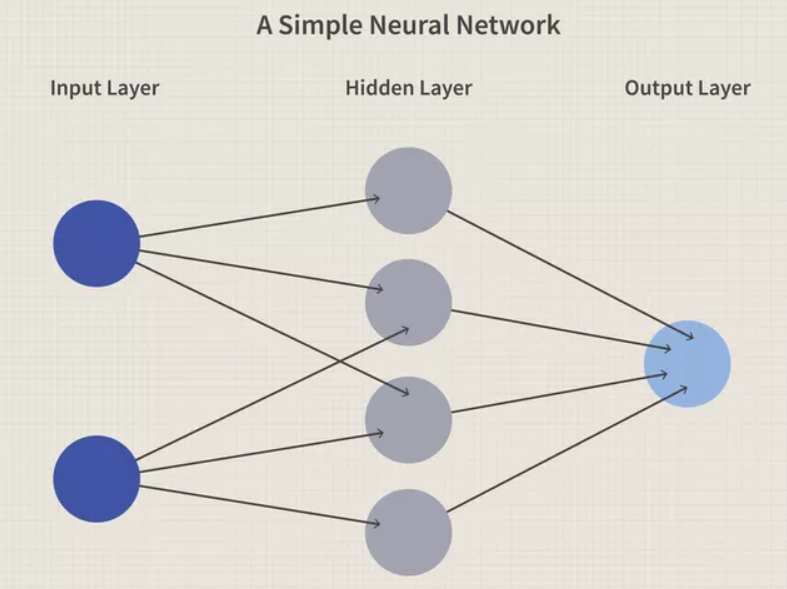 A Simple Neural Network
Input Layer
Hidden Layer
Output Layer